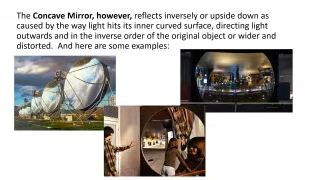 The Concave Mirror, however, reflects inversely or upside down as
caused by the way light hits its inner curved surface, directing light
outwards and in the inverse order of the original object or wider and
distorted.  And here are some examples: